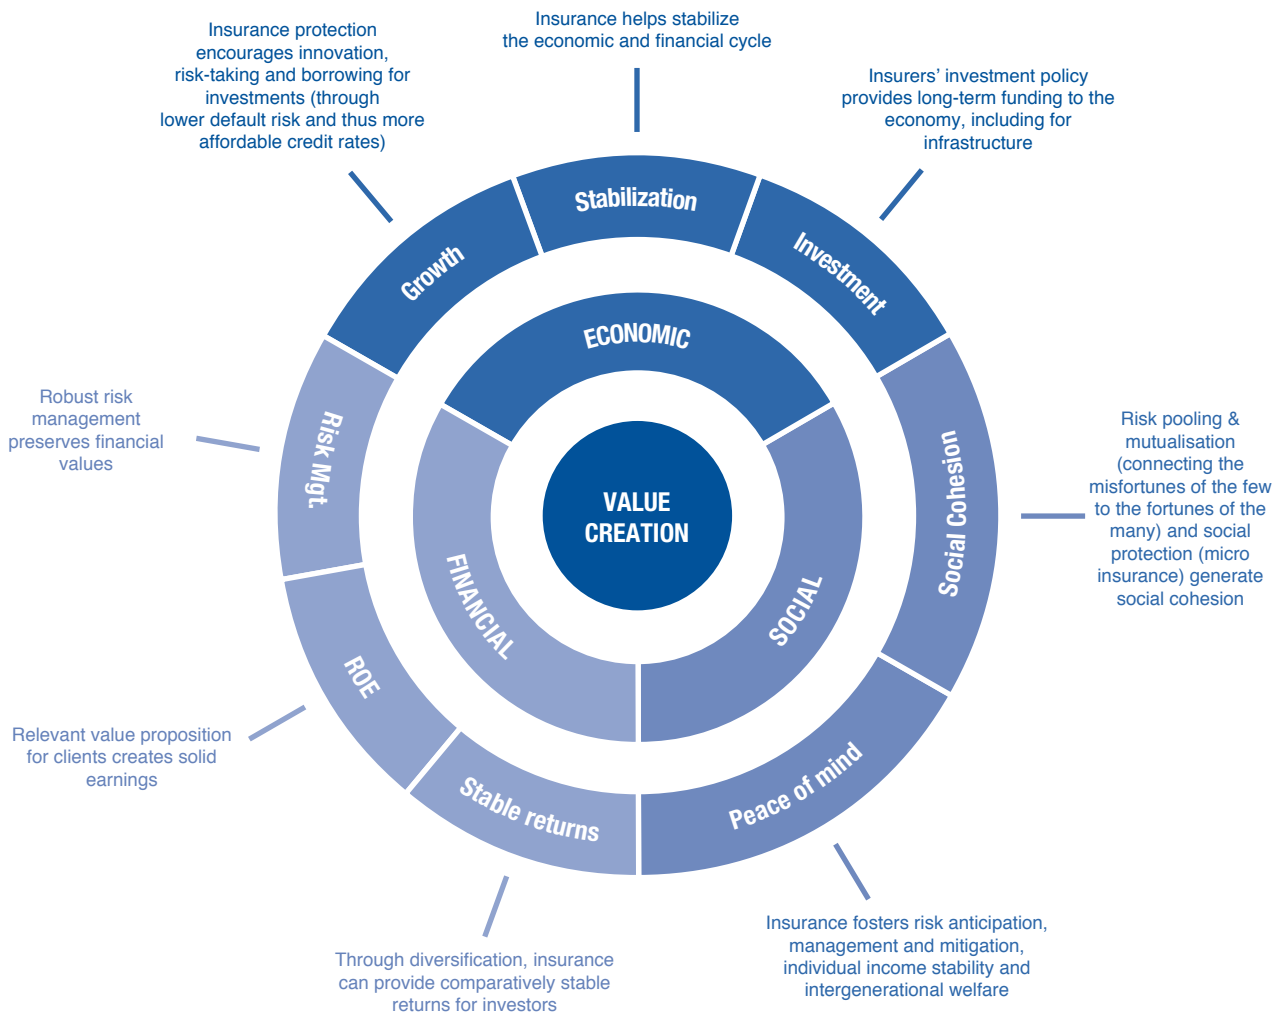 Insurance helps stabilize
the economic and financial cycle
Insurance protection
encourages innovation,
risk-taking and borrowing for
investments (through
lower default risk and thus more
affordable credit rates)
Insurers' investment policy
provides long-term funding to the
economy, including for
infrastructure
Growth
Stabilization
Investment
ECONOMIC
Robust risk
management
preserves financial
values
Risk Mgt.
VALUE
CREATION
Social Cohesion
Risk pooling &
mutualisation
(connecting the
misfortunes of the few
to the fortunes of the
many) and social
protection (micro
insurance) generate
social cohesion
FINANCIAL
SOCIAL
ROE
Relevant value proposition
for clients creates solid
earnings
Stable returns
Peace of mind
Through diversification, insurance
can provide comparatively stable
returns for investors
Insurance fosters risk anticipation,
management and mitigation,
individual income stability and
intergenerational welfare